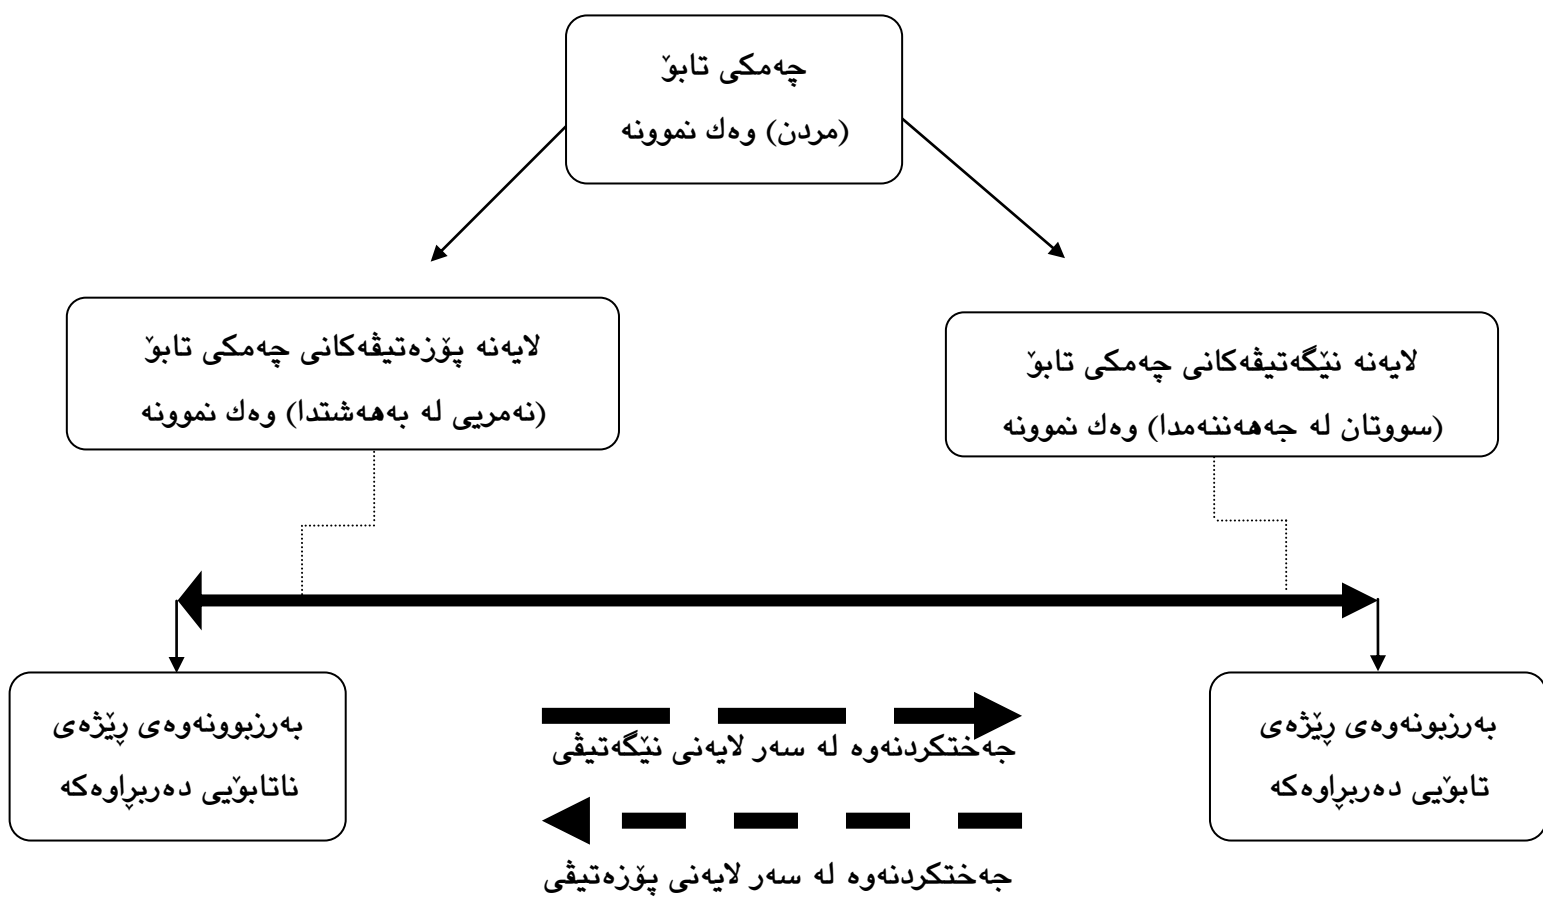 چەمکی تابۆ
(مردن) وەك نموونە
لایەنە نێگەتیڤەکانی چەمکی تابۆ
(سووتان لە جەهەننەمدا) وەك نموونە
لایەنە پۆزەتیڤەکانی چەمکی تابۆ
(نەمریی لە بەهەشتدا) وەك نموونە
بەرزبونەوەی ڕێژەی
تابۆیی دەربڕاوەکە
جەختکردنەوە لە سەر لایەنی نێگەتیڤی
جەختکردنەوە لە سەر لایەنی پۆزەتیڤی
بەرزبوونەوەی ڕێژەی
ناتابۆیی دەربڕاوەکە